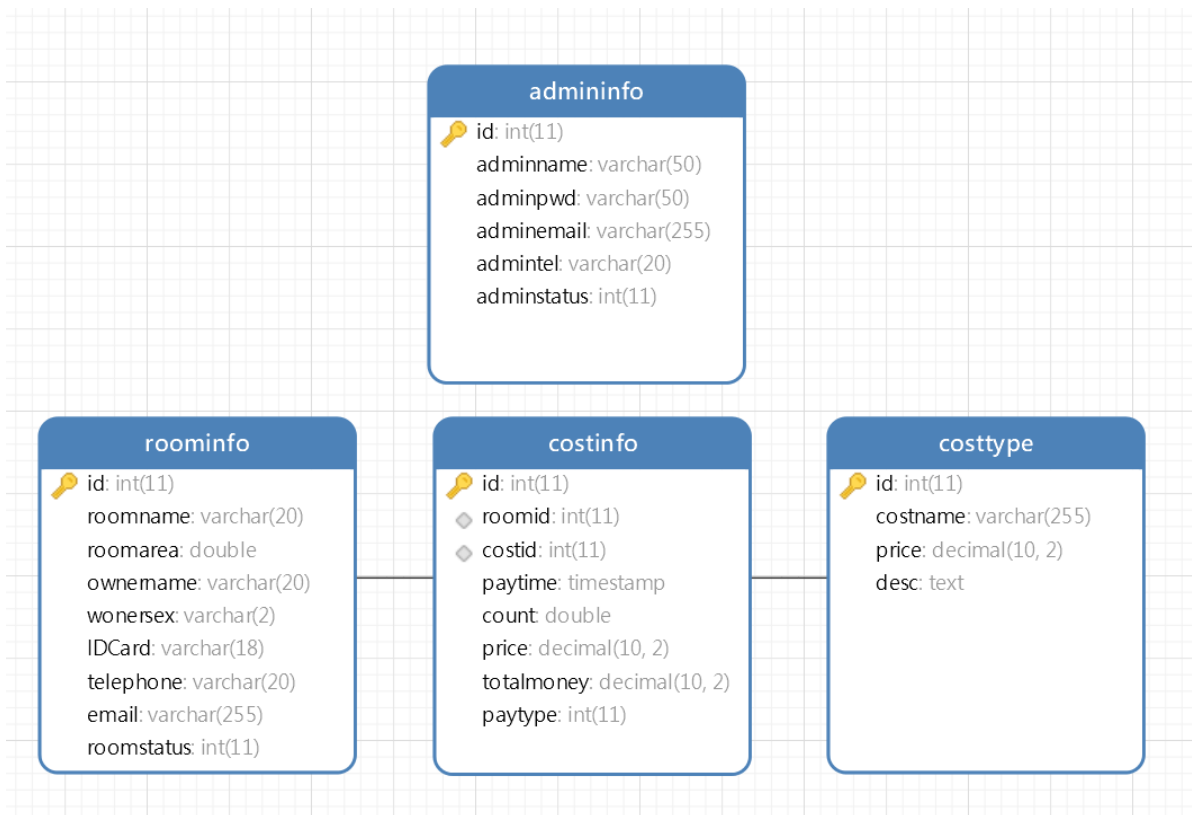 admininfo
id: int(11)
adminname: varchar(50)
adminpwd: varchar(50)
adminemail: varchar(255)
admintel: varchar(20)
adminstatus: int(11)
roominfo
id: int(11)
roomname: varchar(20)
roomarea: double
ownername: varchar(20)
wonersex: varchar(2)
IDCard: varchar(18)
telephone: varchar(20)
email: varchar(255)
roomstatus: int(11)
costinfo
id: int(11)
roomid: int(11)
costid: int(11)
paytime: timestamp
count: double
price: decimal(10, 2)
totalmoney: decimal(10, 2)
paytype: int(11)
costtype
id: int(11)
costname: varchar(255)
price: decimal(10, 2)
desc: text